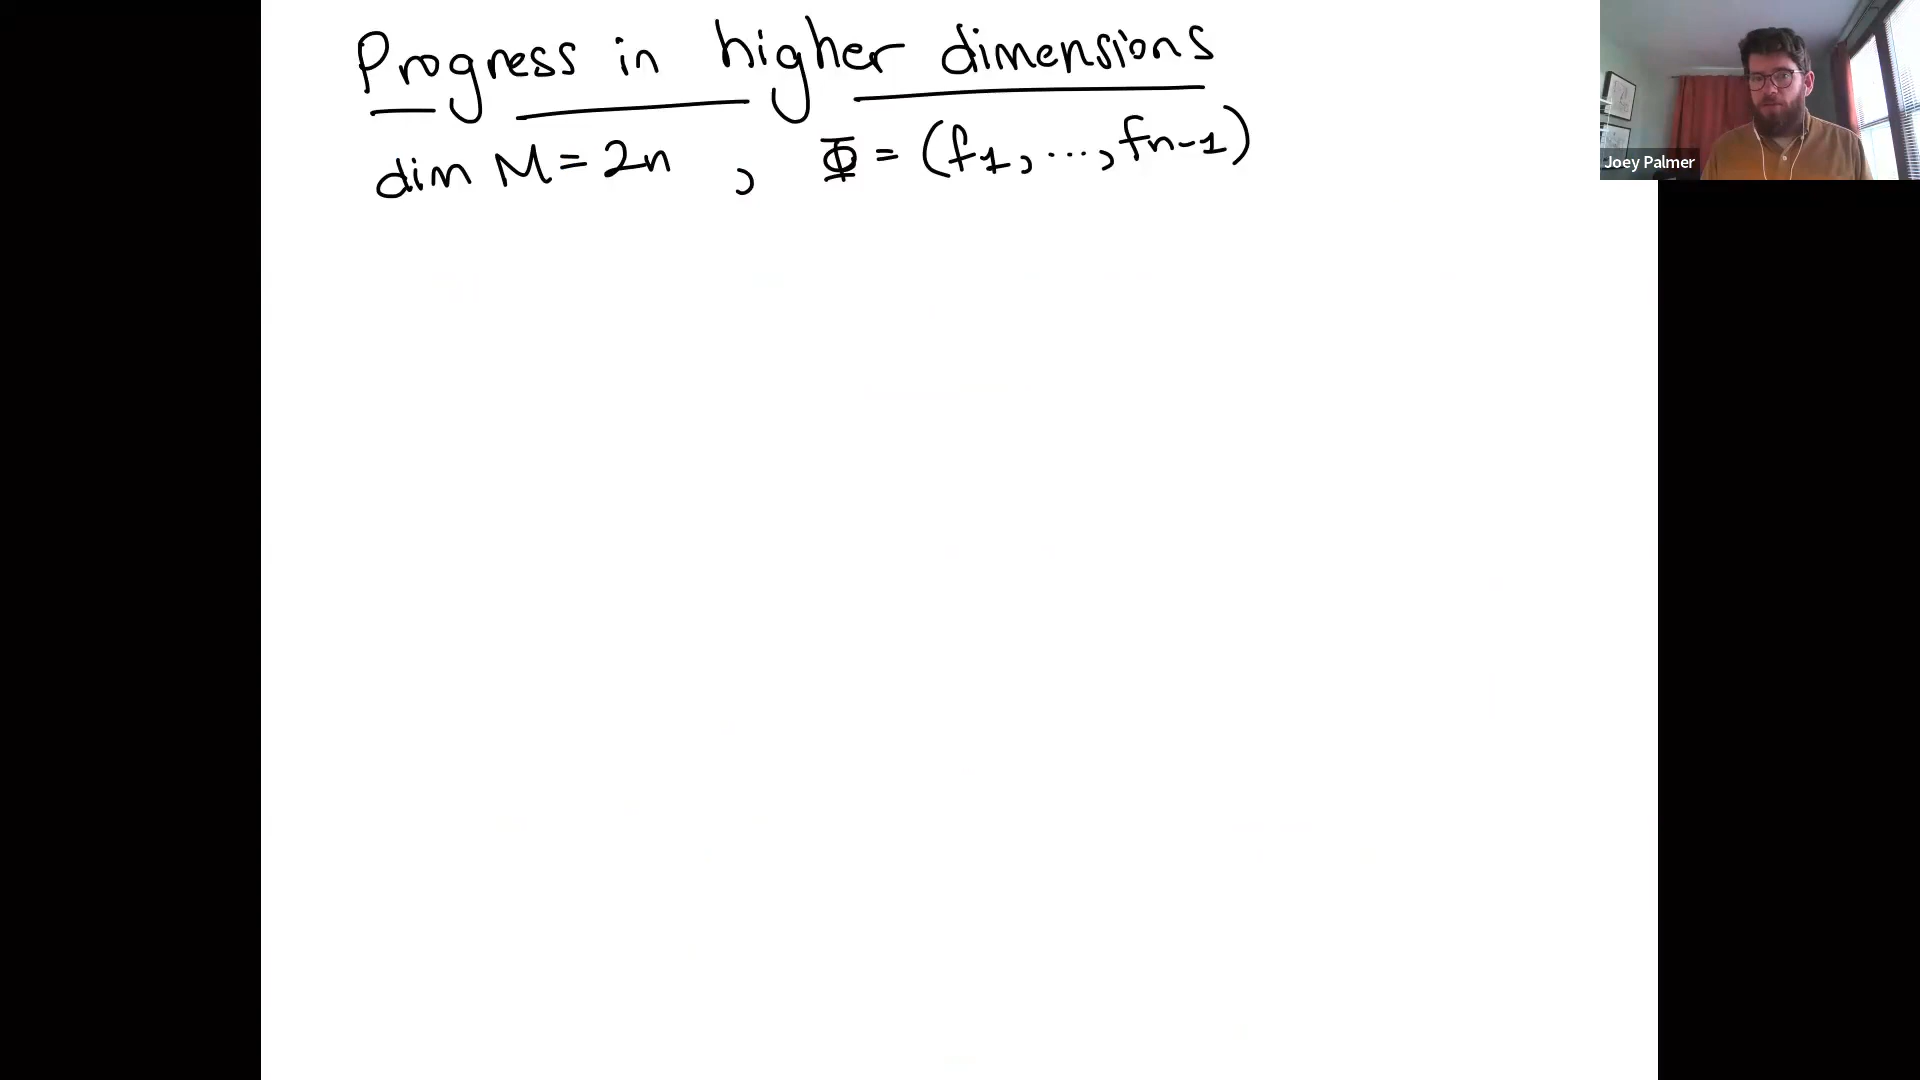 Progress in higher dimensions
dim M = 2n , Φ = (f1, ..., fn-1)
Joey Palmer